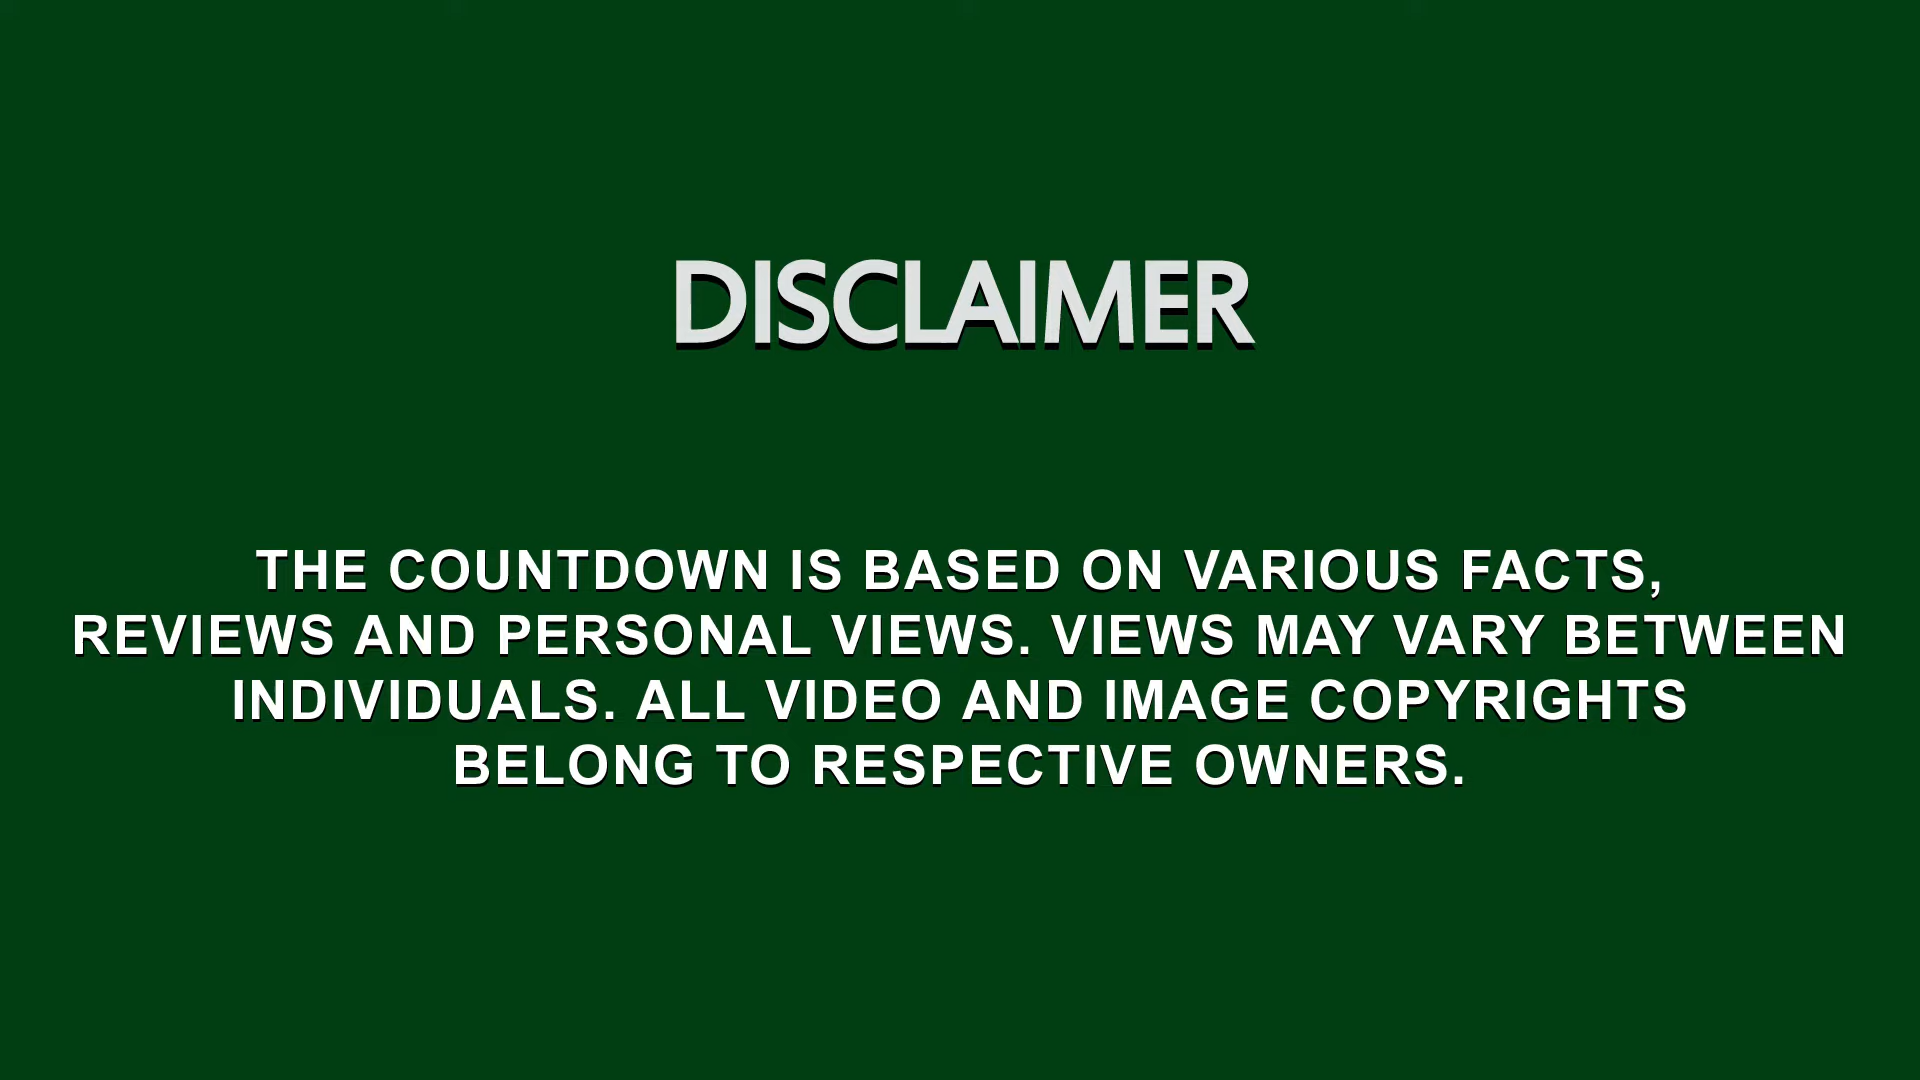 DISCLAIMER
THE COUNTDOWN IS BASED ON VARIOUS FACTS,
REVIEWS AND PERSONAL VIEWS. VIEWS MAY VARY BETWEEN
INDIVIDUALS. ALL VIDEO AND IMAGE COPYRIGHTS
BELONG TO RESPECTIVE OWNERS.